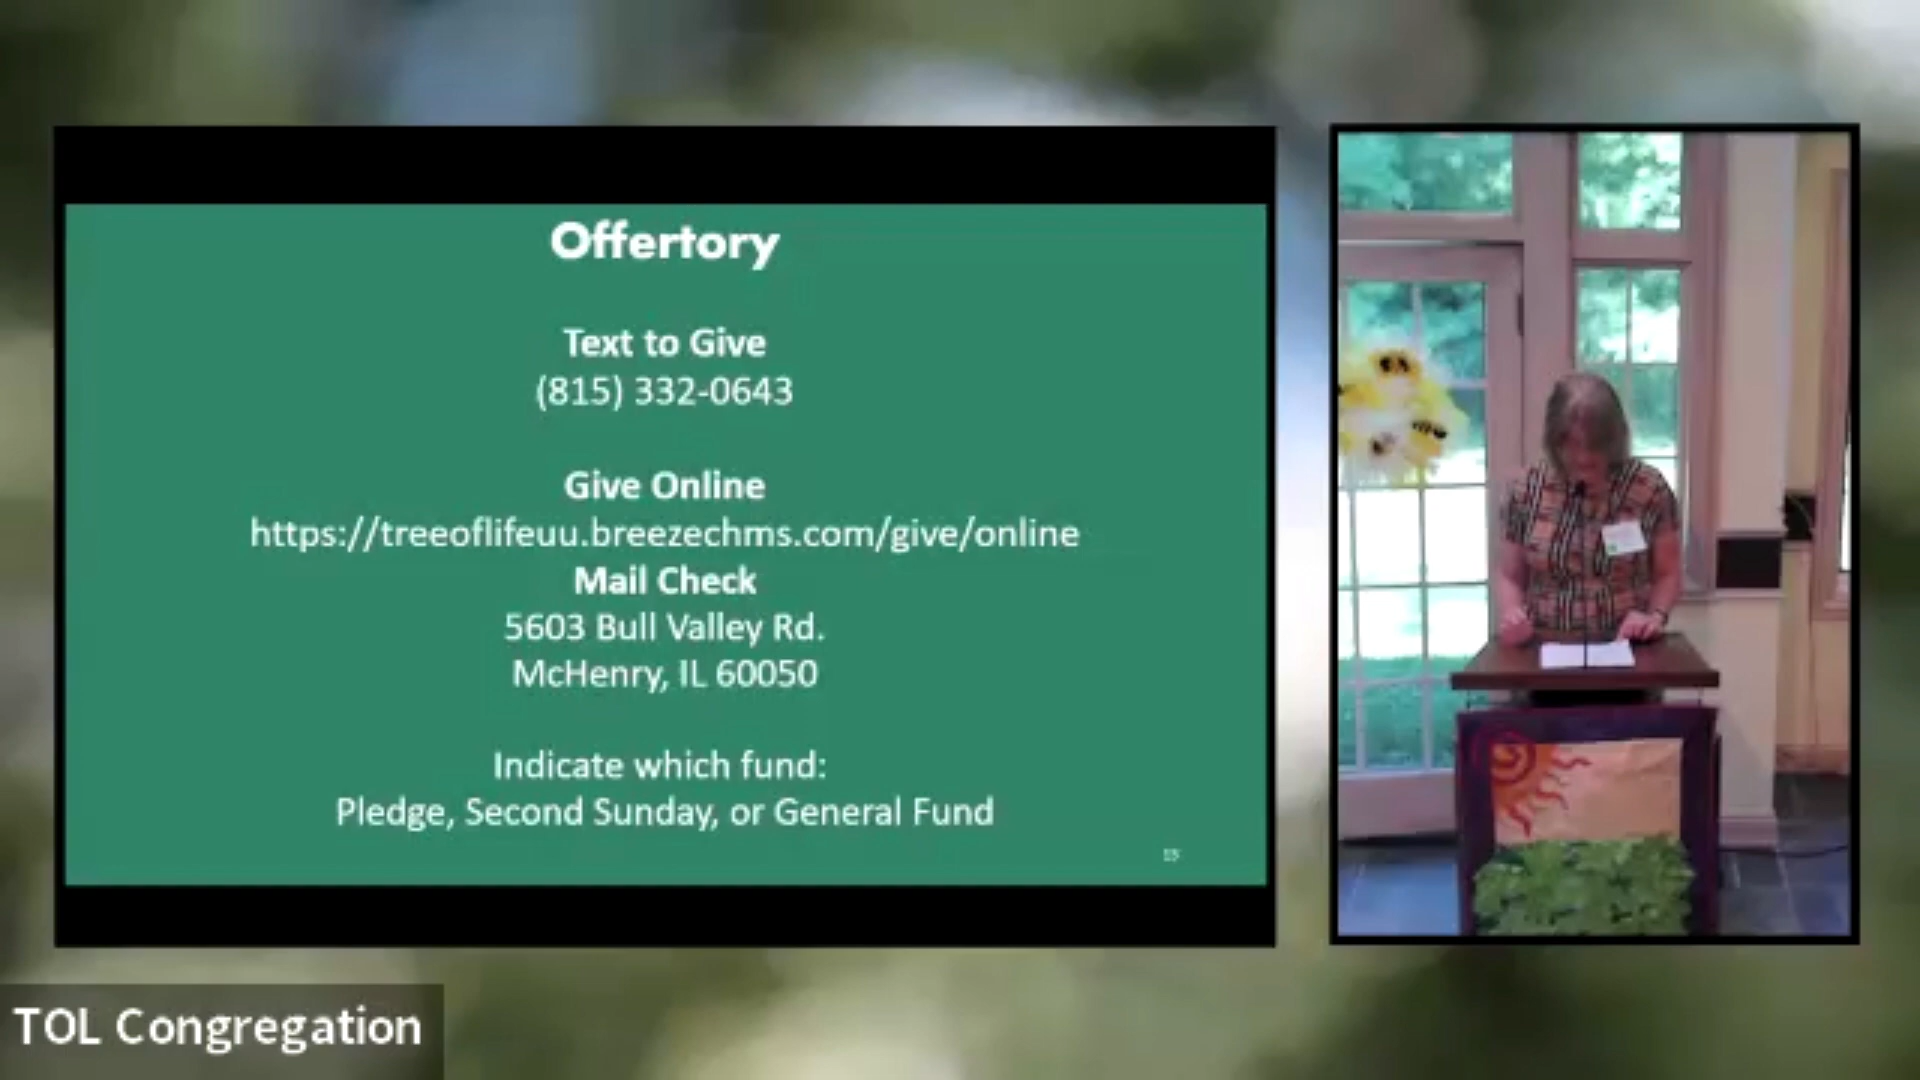 Offertory
Text to Give
(815) 332-0643
Give Online
https://treeoflifeuu.breezechms.com/give/online
Mail Check
5603 Bull Valley Rd.
McHenry, IL 60050
Indicate which fund:
Pledge, Second Sunday, or General Fund
TOL Congregation